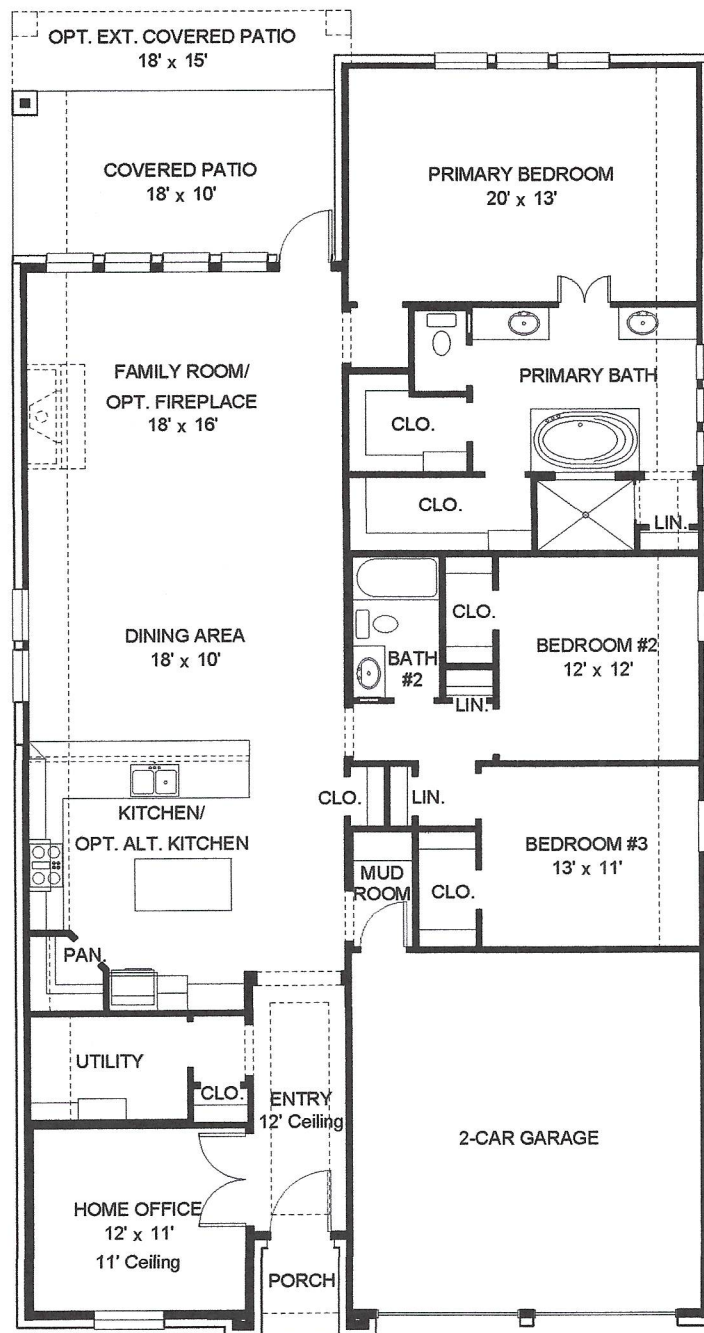 OPT. EXT. COVERED PATIO
18' x 15'
COVERED PATIO
18' x 10'
PRIMARY BEDROOM
20' x 13'
FAMILY ROOM/
OPT. FIREPLACE
18' x 16'
PRIMARY BATH
CLO.
CLO.
LIN.
DINING AREA
18' x 10'
CLO.
BATH
#2
LIN.
BEDROOM #2
12' x 12'
KITCHEN/
OPT. ALT. KITCHEN
CLO.
LIN.
BEDROOM #3
13' x 11'
MUD
ROOM
CLO.
PAN.
UTILITY
CLO.
ENTRY
12' Ceiling
2-CAR GARAGE
HOME OFFICE
12' x 11'
11' Ceiling
PORCH